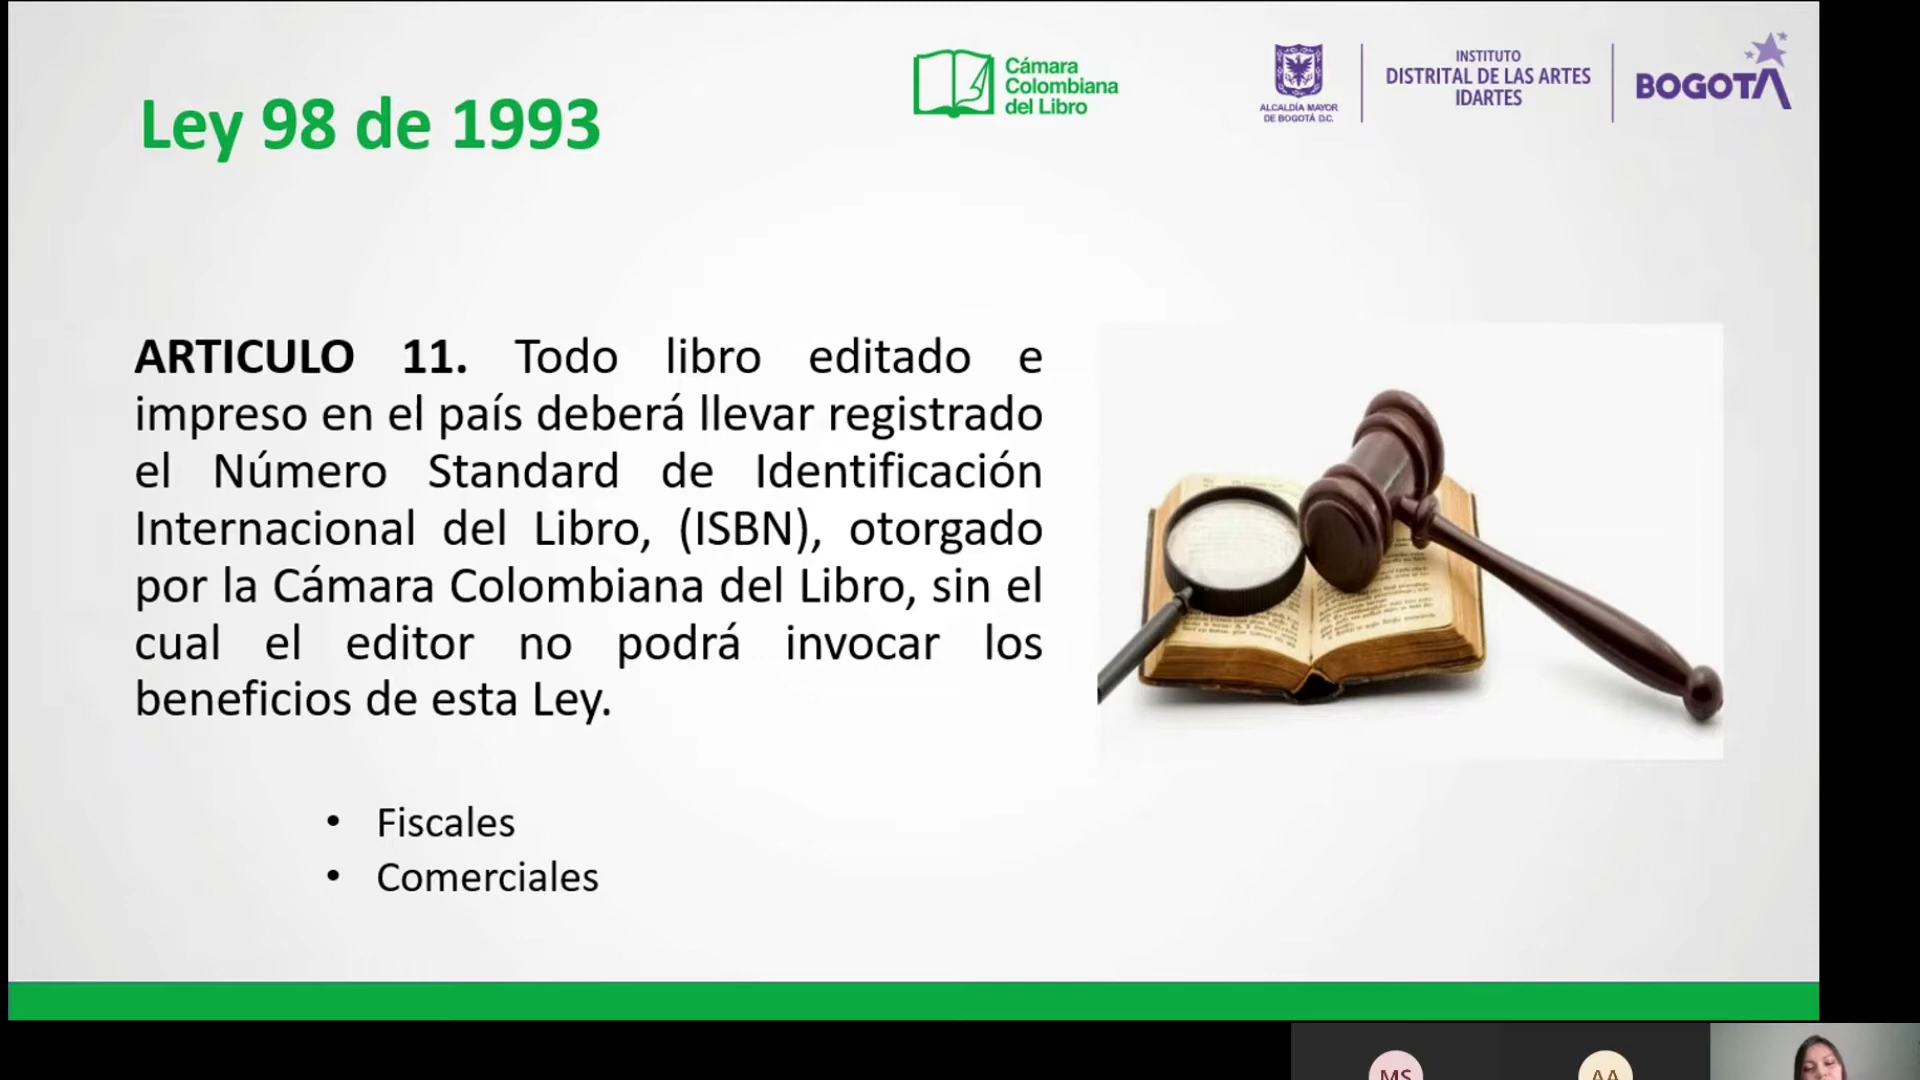 Cámara
Colombiana
del Libro
ALCALDÍA MAYOR
DE BOGOTÁ D.C.
INSTITUTO
DISTRITAL DE LAS ARTES
IDARTES
BOGOTÁ
Ley 98 de 1993
ARTICULO 11. Todo libro editado e
impreso en el país deberá llevar registrado
el Número Standard de Identificación
Internacional del Libro, (ISBN), otorgado
por la Cámara Colombiana del Libro, sin el
cual el editor no podrá invocar los
beneficios de esta Ley.
• Fiscales
• Comerciales
MS
AA